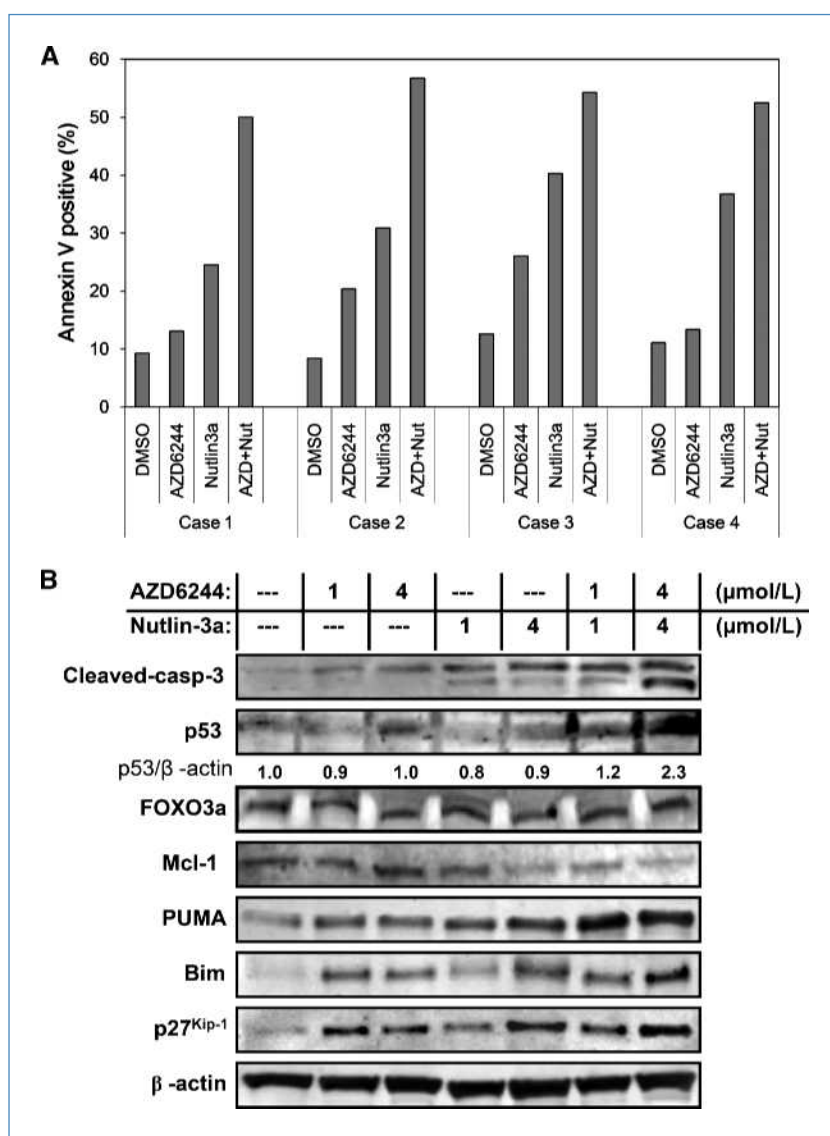 A
Annexin V positive (%)
60
50
40
30
20
10
0
DMSO AZD6244 Nutlin3a AZD+Nut DMSO AZD6244 Nutlin3a AZD+Nut DMSO AZD6244 Nutlin3a AZD+Nut DMSO AZD6244 Nutlin3a AZD+Nut
Case 1 Case 2 Case 3 Case 4
B
AZD6244: --- 1 4 --- --- 1 4 (µmol/L)
Nutlin-3a: --- --- --- 1 4 1 4 (µmol/L)
Cleaved-casp-3
p53
p53/β -actin 1.0 0.9 1.0 0.8 0.9 1.2 2.3
FOXO3a
Mcl-1
PUMA
Bim
p27Kip-1
β -actin